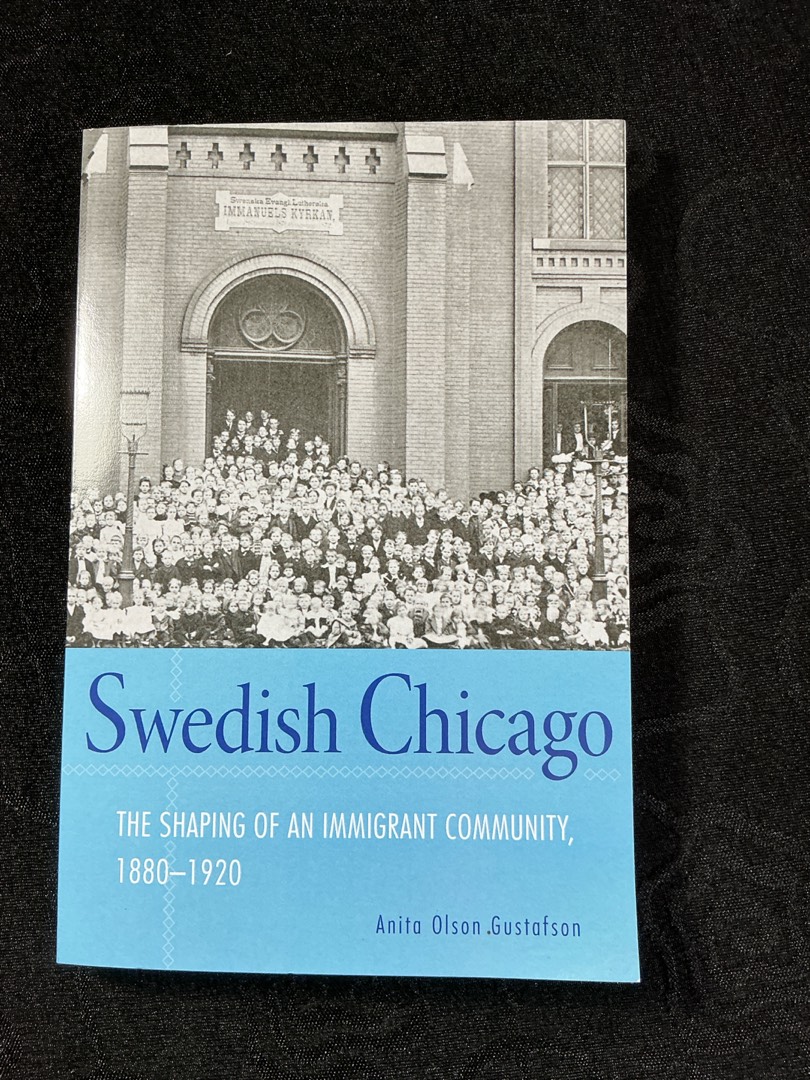 Svenska Evangl. Lutherska
IMMANUELS KYRKAN,
Swedish Chicago
THE SHAPING OF AN IMMIGRANT COMMUNITY,
1880–1920
Anita Olson Gustafson